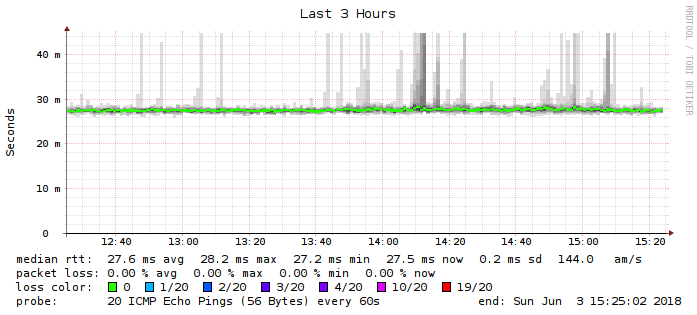 Last 3 Hours
RRDTOOL / TOBI OETIKER
Seconds
40 m
30 m
20 m
10 m
0
12:40 13:00 13:20 13:40 14:00 14:20 14:40 15:00 15:20
median rtt: 27.6 ms avg 28.2 ms max 27.2 ms min 27.5 ms now 0.2 ms sd 144.0 am/s
packet loss: 0.00 % avg 0.00 % max 0.00 % min 0.00 % now
loss color: 0 1/20 2/20 3/20 4/20 10/20 19/20
probe: 20 ICMP Echo Pings (56 Bytes) every 60s end: Sun Jun 3 15:25:02 2018